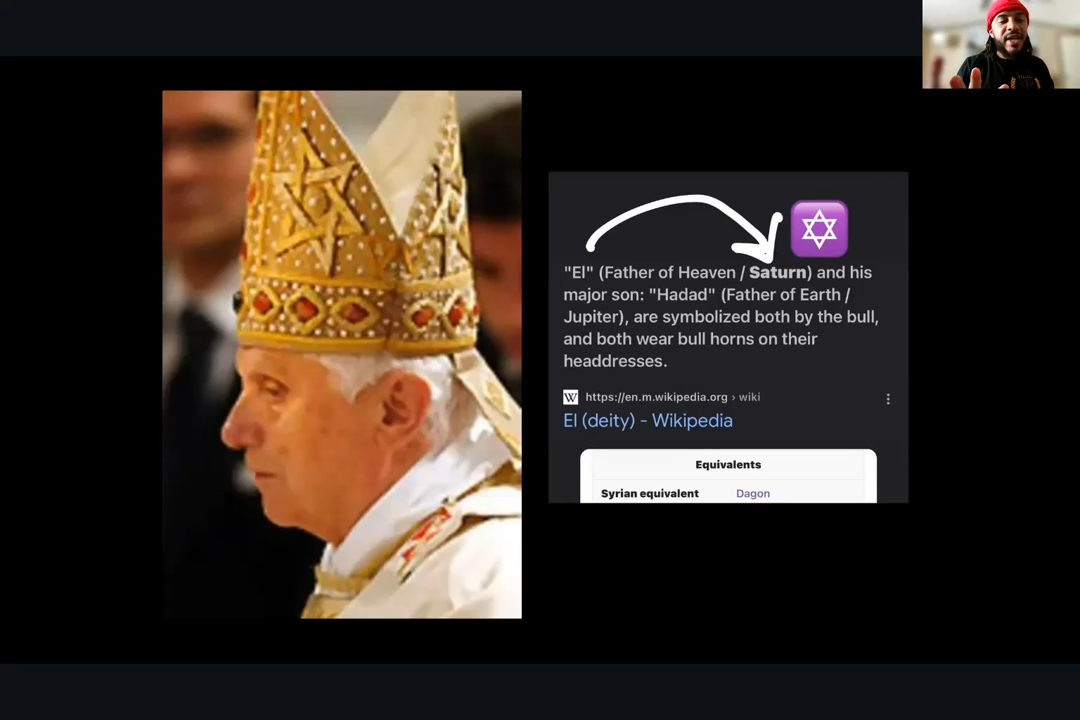 "El" (Father of Heaven / Saturn) and his
major son: "Hadad" (Father of Earth /
Jupiter), are symbolized both by the bull,
and both wear bull horns on their
headdresses.
W https://en.m.wikipedia.org › wiki
El (deity) - Wikipedia
Equivalents
Syrian equivalent Dagon